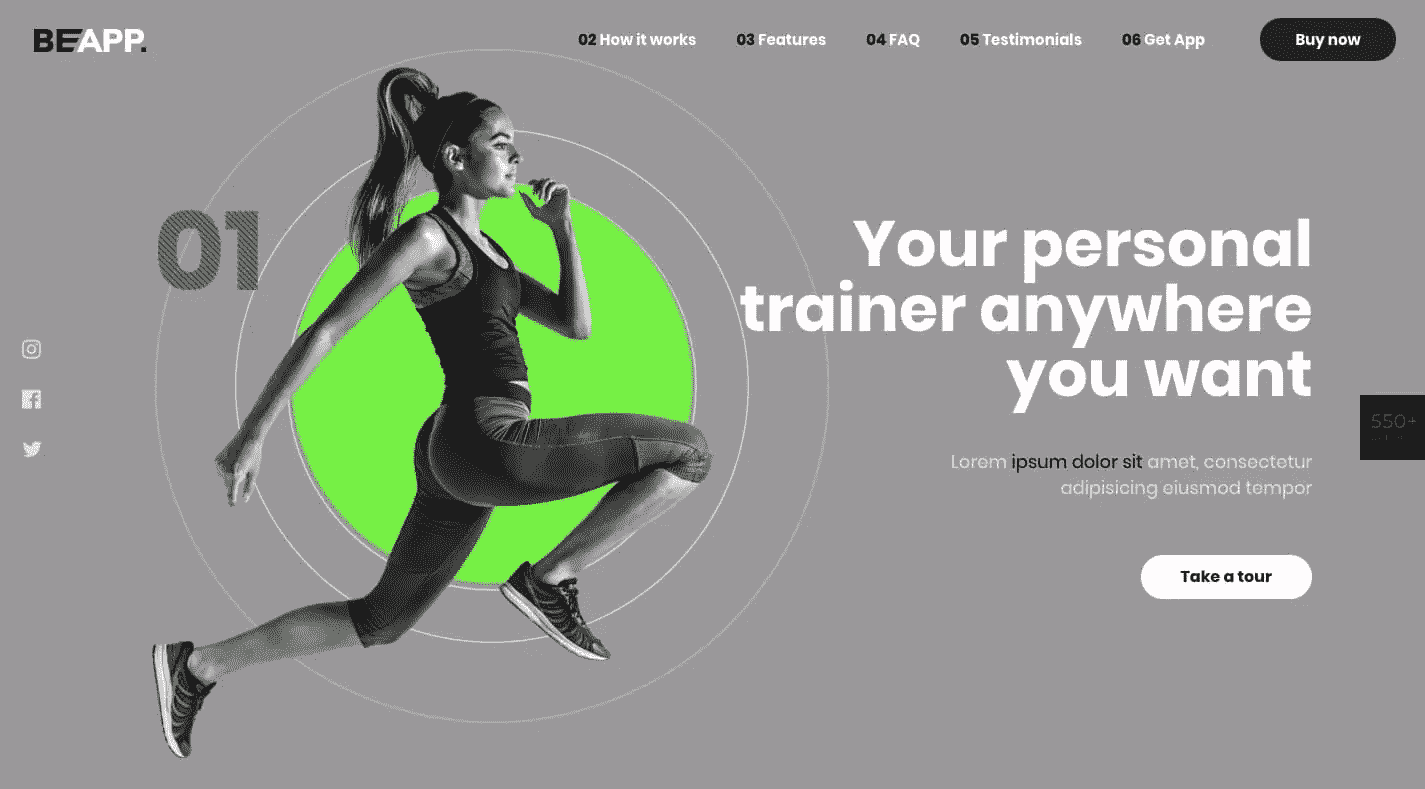 BEAPP.
02 How it works 03 Features 04 FAQ 05 Testimonials 06 Get App Buy now
01
Your personal
trainer anywhere
you want
550+
Lorem ipsum dolor sit amet, consectetur
adipisicing eiusmod tempor
Take a tour